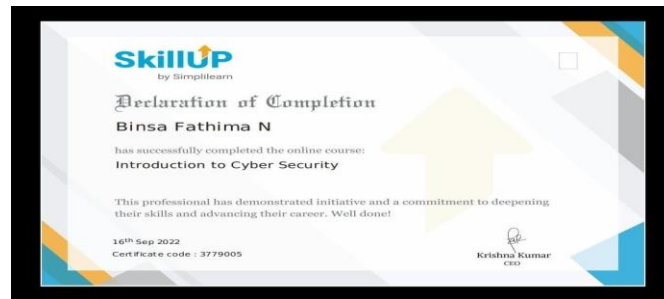 SkillUP
by Simplilearn
Declaration of Completion
Binsa Fathima N
has successfully completed the online course:
Introduction to Cyber Security
This professional has demonstrated initiative and a commitment to deepening
their skills and advancing their career. Well done!
16th Sep 2022
Certificate code : 3779005
Krishna Kumar
CEO